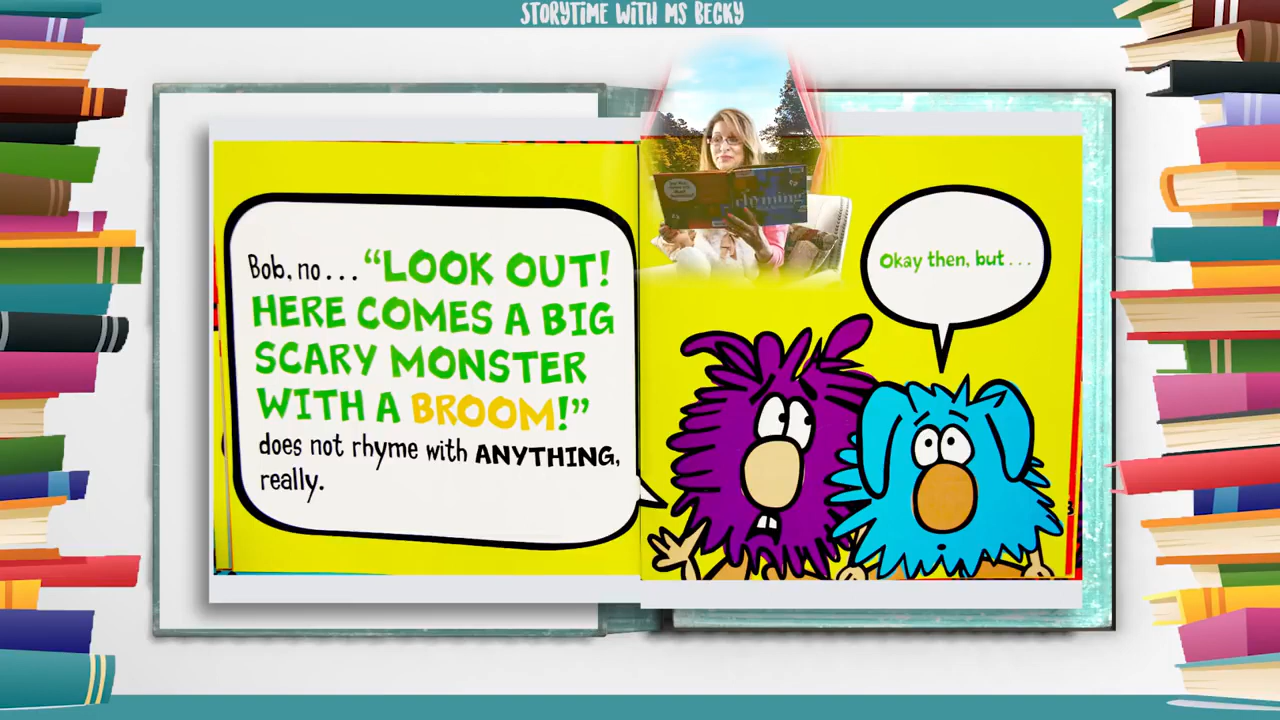 STORYTIME WITH MS BECKY
Bob, no... “LOOK OUT!
HERE COMES A BIG
SCARY MONSTER
WITH A BROOM!”
does not rhyme with ANYTHING,
really.
Okay then, but...